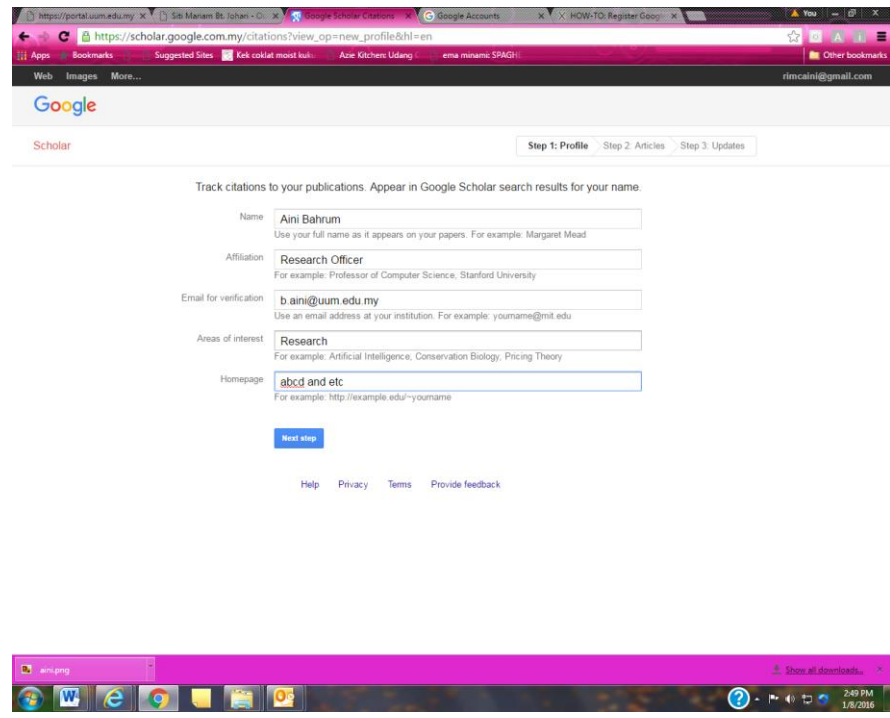 https://portal.uum.edu.my
Siti Mariam Bt. Johari - O
Google Scholar Citations
Google Accounts
HOW-TO: Register Goog
You
https://scholar.google.com.my/citations?view_op=new_profile&hl=en
Apps Bookmarks Suggested Sites Kek coklat moist kuku Azie Kitchen: Udang ema minami: SPAGH Other bookmarks
Web Images More... rimcaini@gmail.com
Google
Scholar Step 1: Profile Step 2: Articles Step 3: Updates
Track citations to your publications. Appear in Google Scholar search results for your name.
Name Aini Bahrum
Use your full name as it appears on your papers. For example: Margaret Mead
Affiliation Research Officer
For example: Professor of Computer Science, Stanford University
Email for verification b.aini@uum.edu.my
Use an email address at your institution. For example: yourname@mit.edu
Areas of interest Research
For example: Artificial Intelligence, Conservation Biology, Pricing Theory
Homepage abcd and etc
For example: http://example.edu/~yourname
Next step
Help Privacy Terms Provide feedback
aini.png Show all downloads...
2:49 PM
1/8/2016